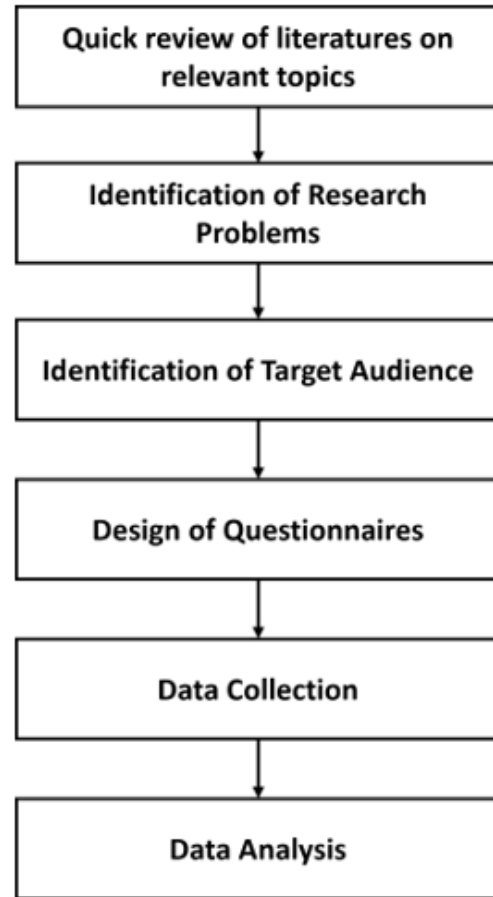 Quick review of literatures on
relevant topics
Identification of Research
Problems
Identification of Target Audience
Design of Questionnaires
Data Collection
Data Analysis